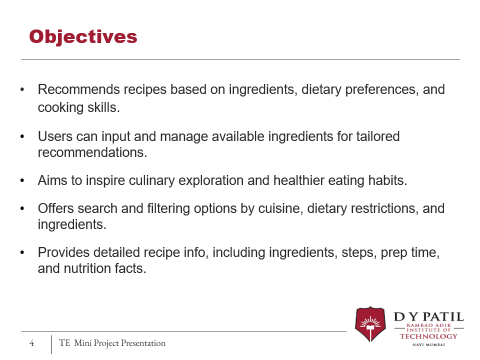 Objectives
• Recommends recipes based on ingredients, dietary preferences, and
cooking skills.
• Users can input and manage available ingredients for tailored
recommendations.
• Aims to inspire culinary exploration and healthier eating habits.
• Offers search and filtering options by cuisine, dietary restrictions, and
ingredients.
• Provides detailed recipe info, including ingredients, steps, prep time,
and nutrition facts.
4 TE Mini Project Presentation
D Y PATIL
RAMRAO ADIK
INSTITUTE OF
TECHNOLOGY
NAVI MUMBAI